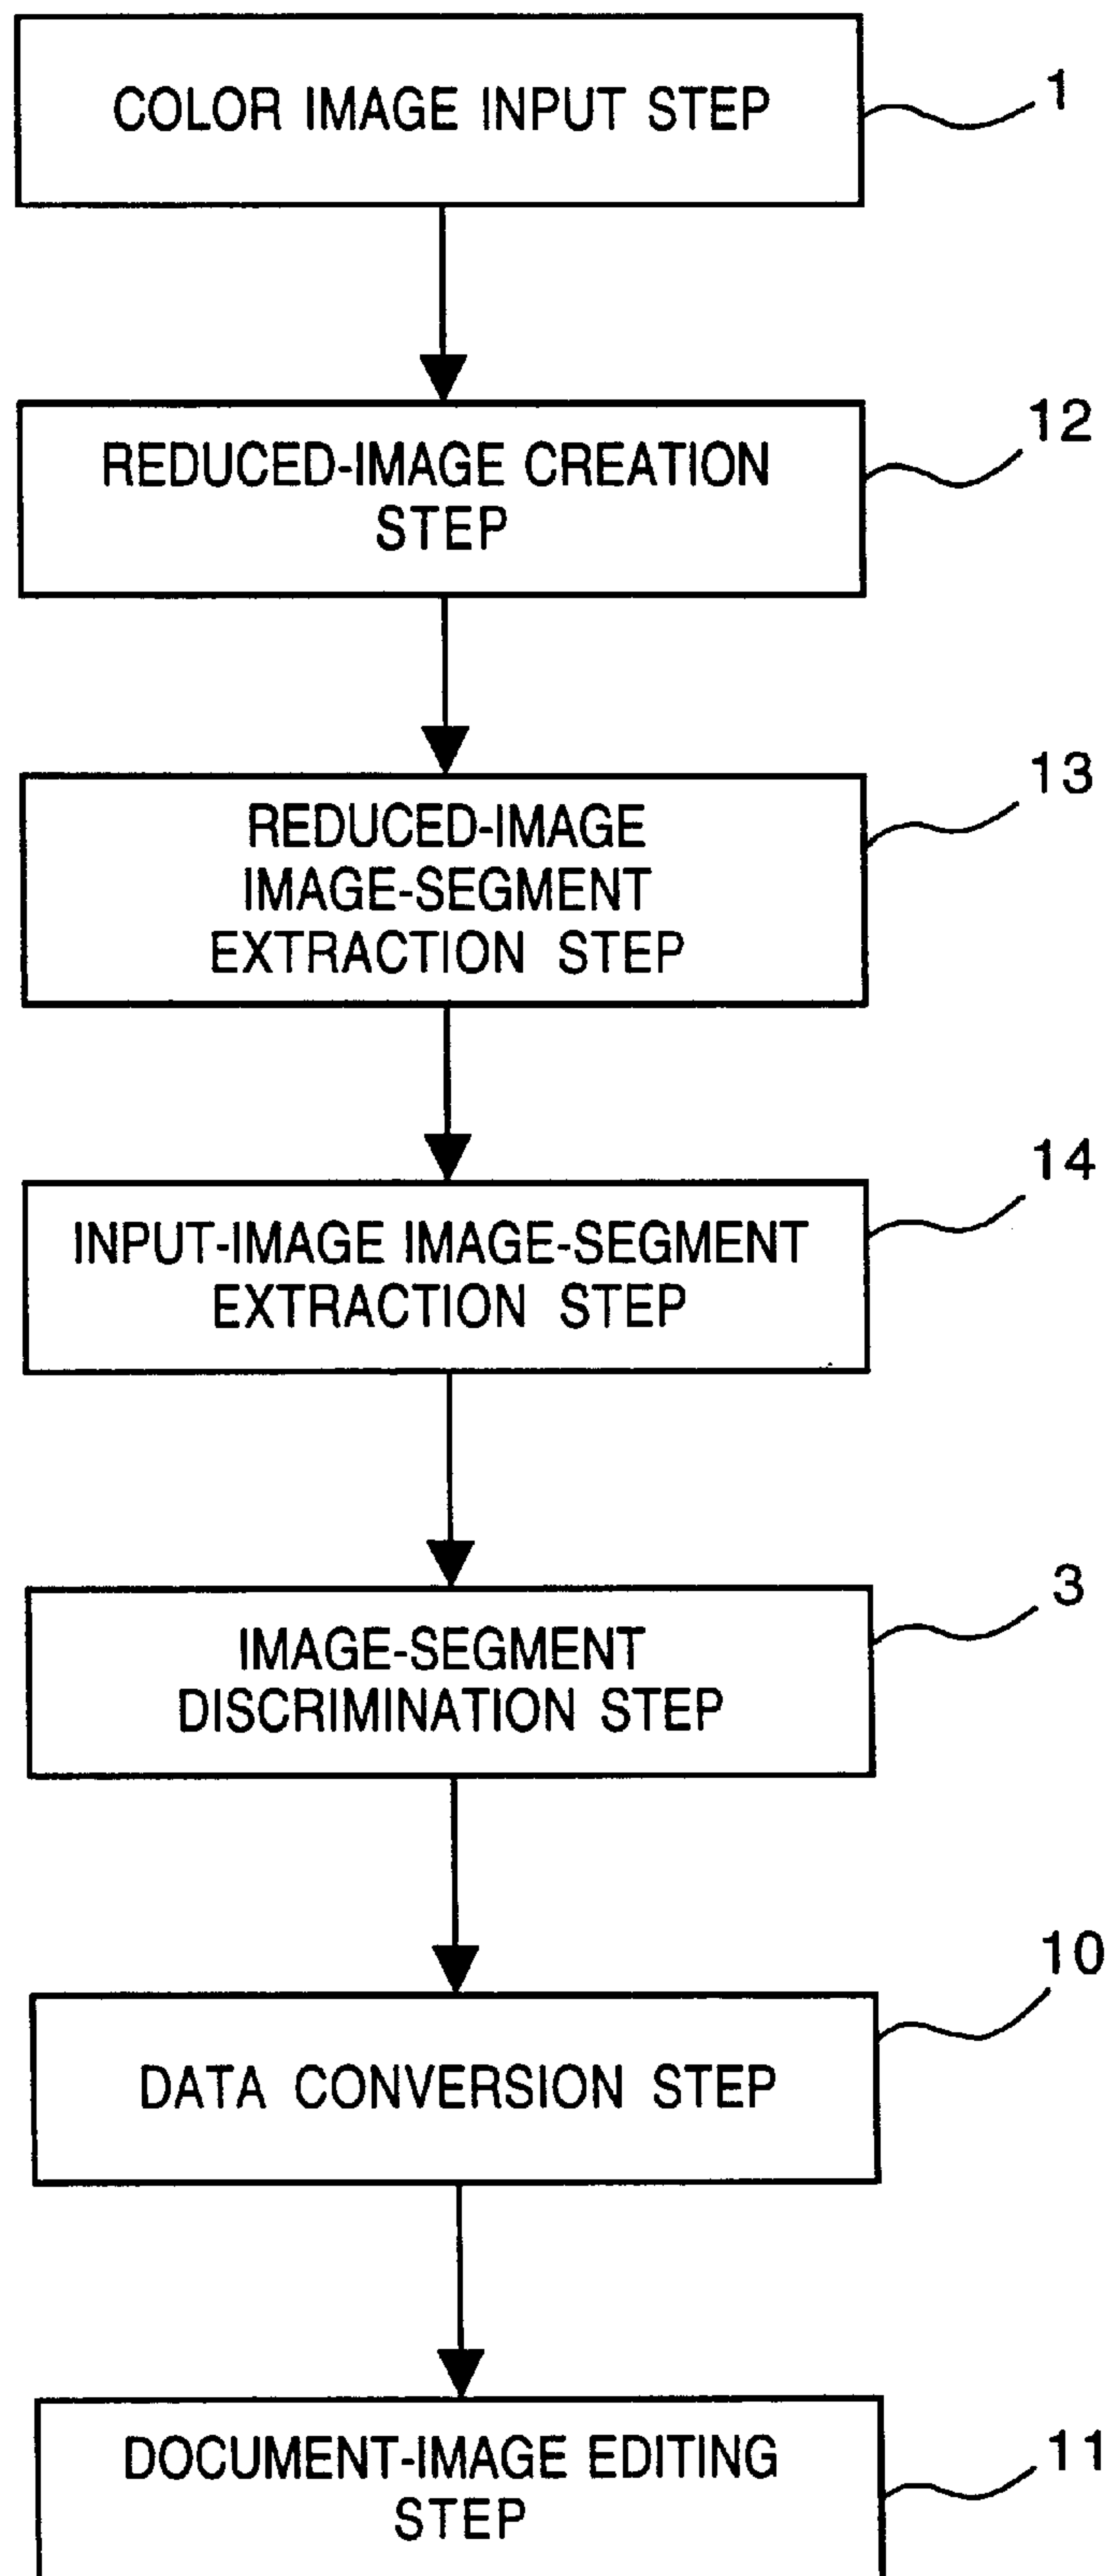 COLOR IMAGE INPUT STEP
1
REDUCED-IMAGE CREATION
STEP
12
REDUCED-IMAGE
IMAGE-SEGMENT
EXTRACTION STEP
13
INPUT-IMAGE IMAGE-SEGMENT
EXTRACTION STEP
14
IMAGE-SEGMENT
DISCRIMINATION STEP
3
DATA CONVERSION STEP
10
DOCUMENT-IMAGE EDITING
STEP
11